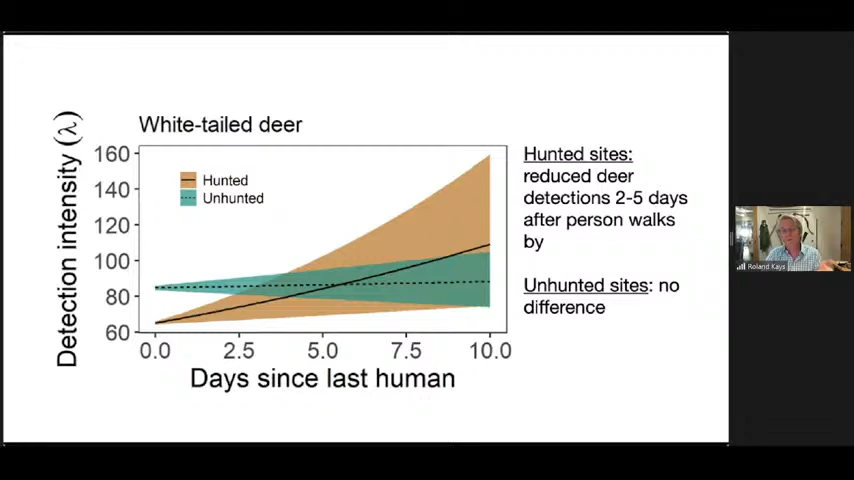 White-tailed deer
Detection intensity (λ)
160
140
120
100
80
60
Hunted
Unhunted
0.0 2.5 5.0 7.5 10.0
Days since last human
Hunted sites:
reduced deer
detections 2-5 days
after person walks
by
Unhunted sites: no
difference
Roland Kays